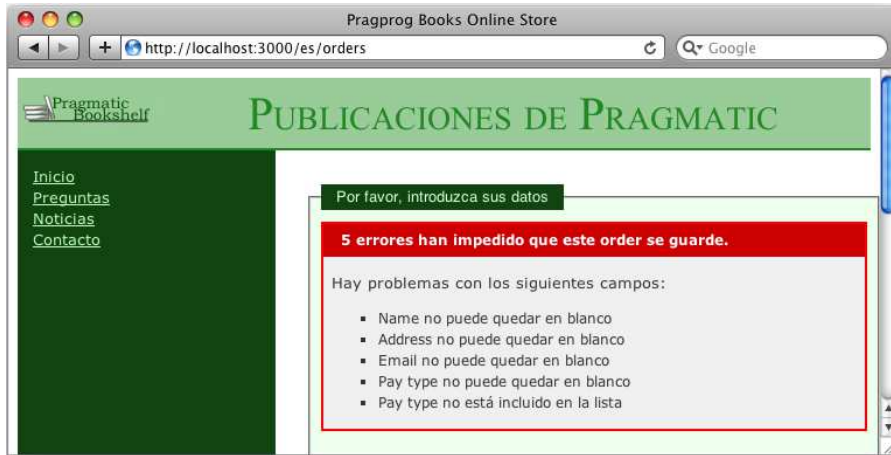 Pragprog Books Online Store
http://localhost:3000/es/orders
Google
Pragmatic
Bookshelf
PUBLICACIONES DE PRAGMATIC
Inicio
Preguntas
Noticias
Contacto
Por favor, introduzca sus datos
5 errores han impedido que este order se guarde.
Hay problemas con los siguientes campos:
Name no puede quedar en blanco
Address no puede quedar en blanco
Email no puede quedar en blanco
Pay type no puede quedar en blanco
Pay type no está incluido en la lista